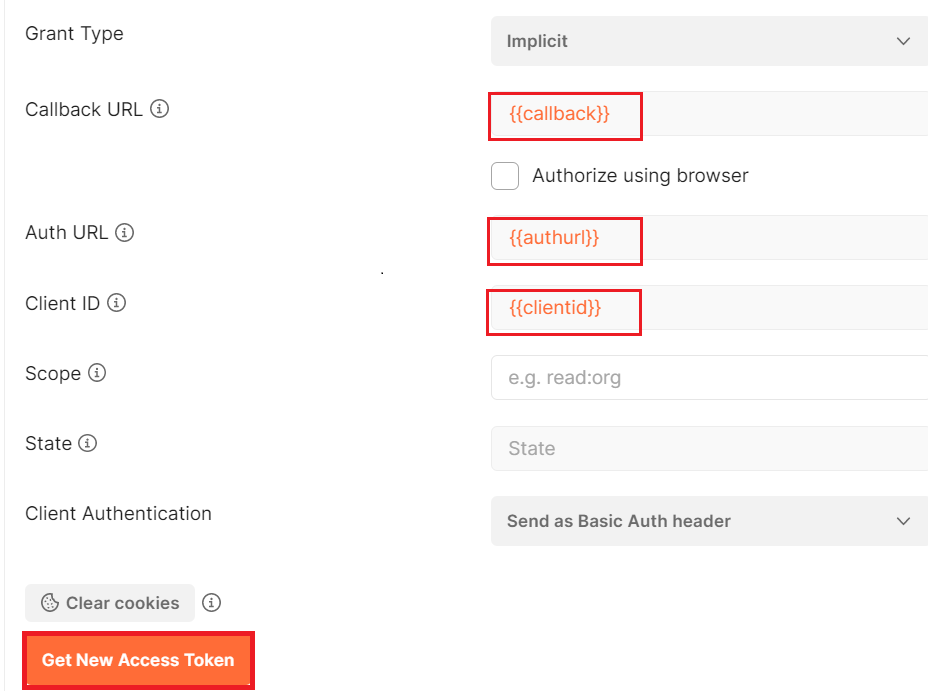 Grant Type
Implicit
Callback URL
{{callback}}
Authorize using browser
Auth URL
{{authurl}}
Client ID
{{clientid}}
Scope
e.g. read:org
State
State
Client Authentication
Send as Basic Auth header
Clear cookies
Get New Access Token